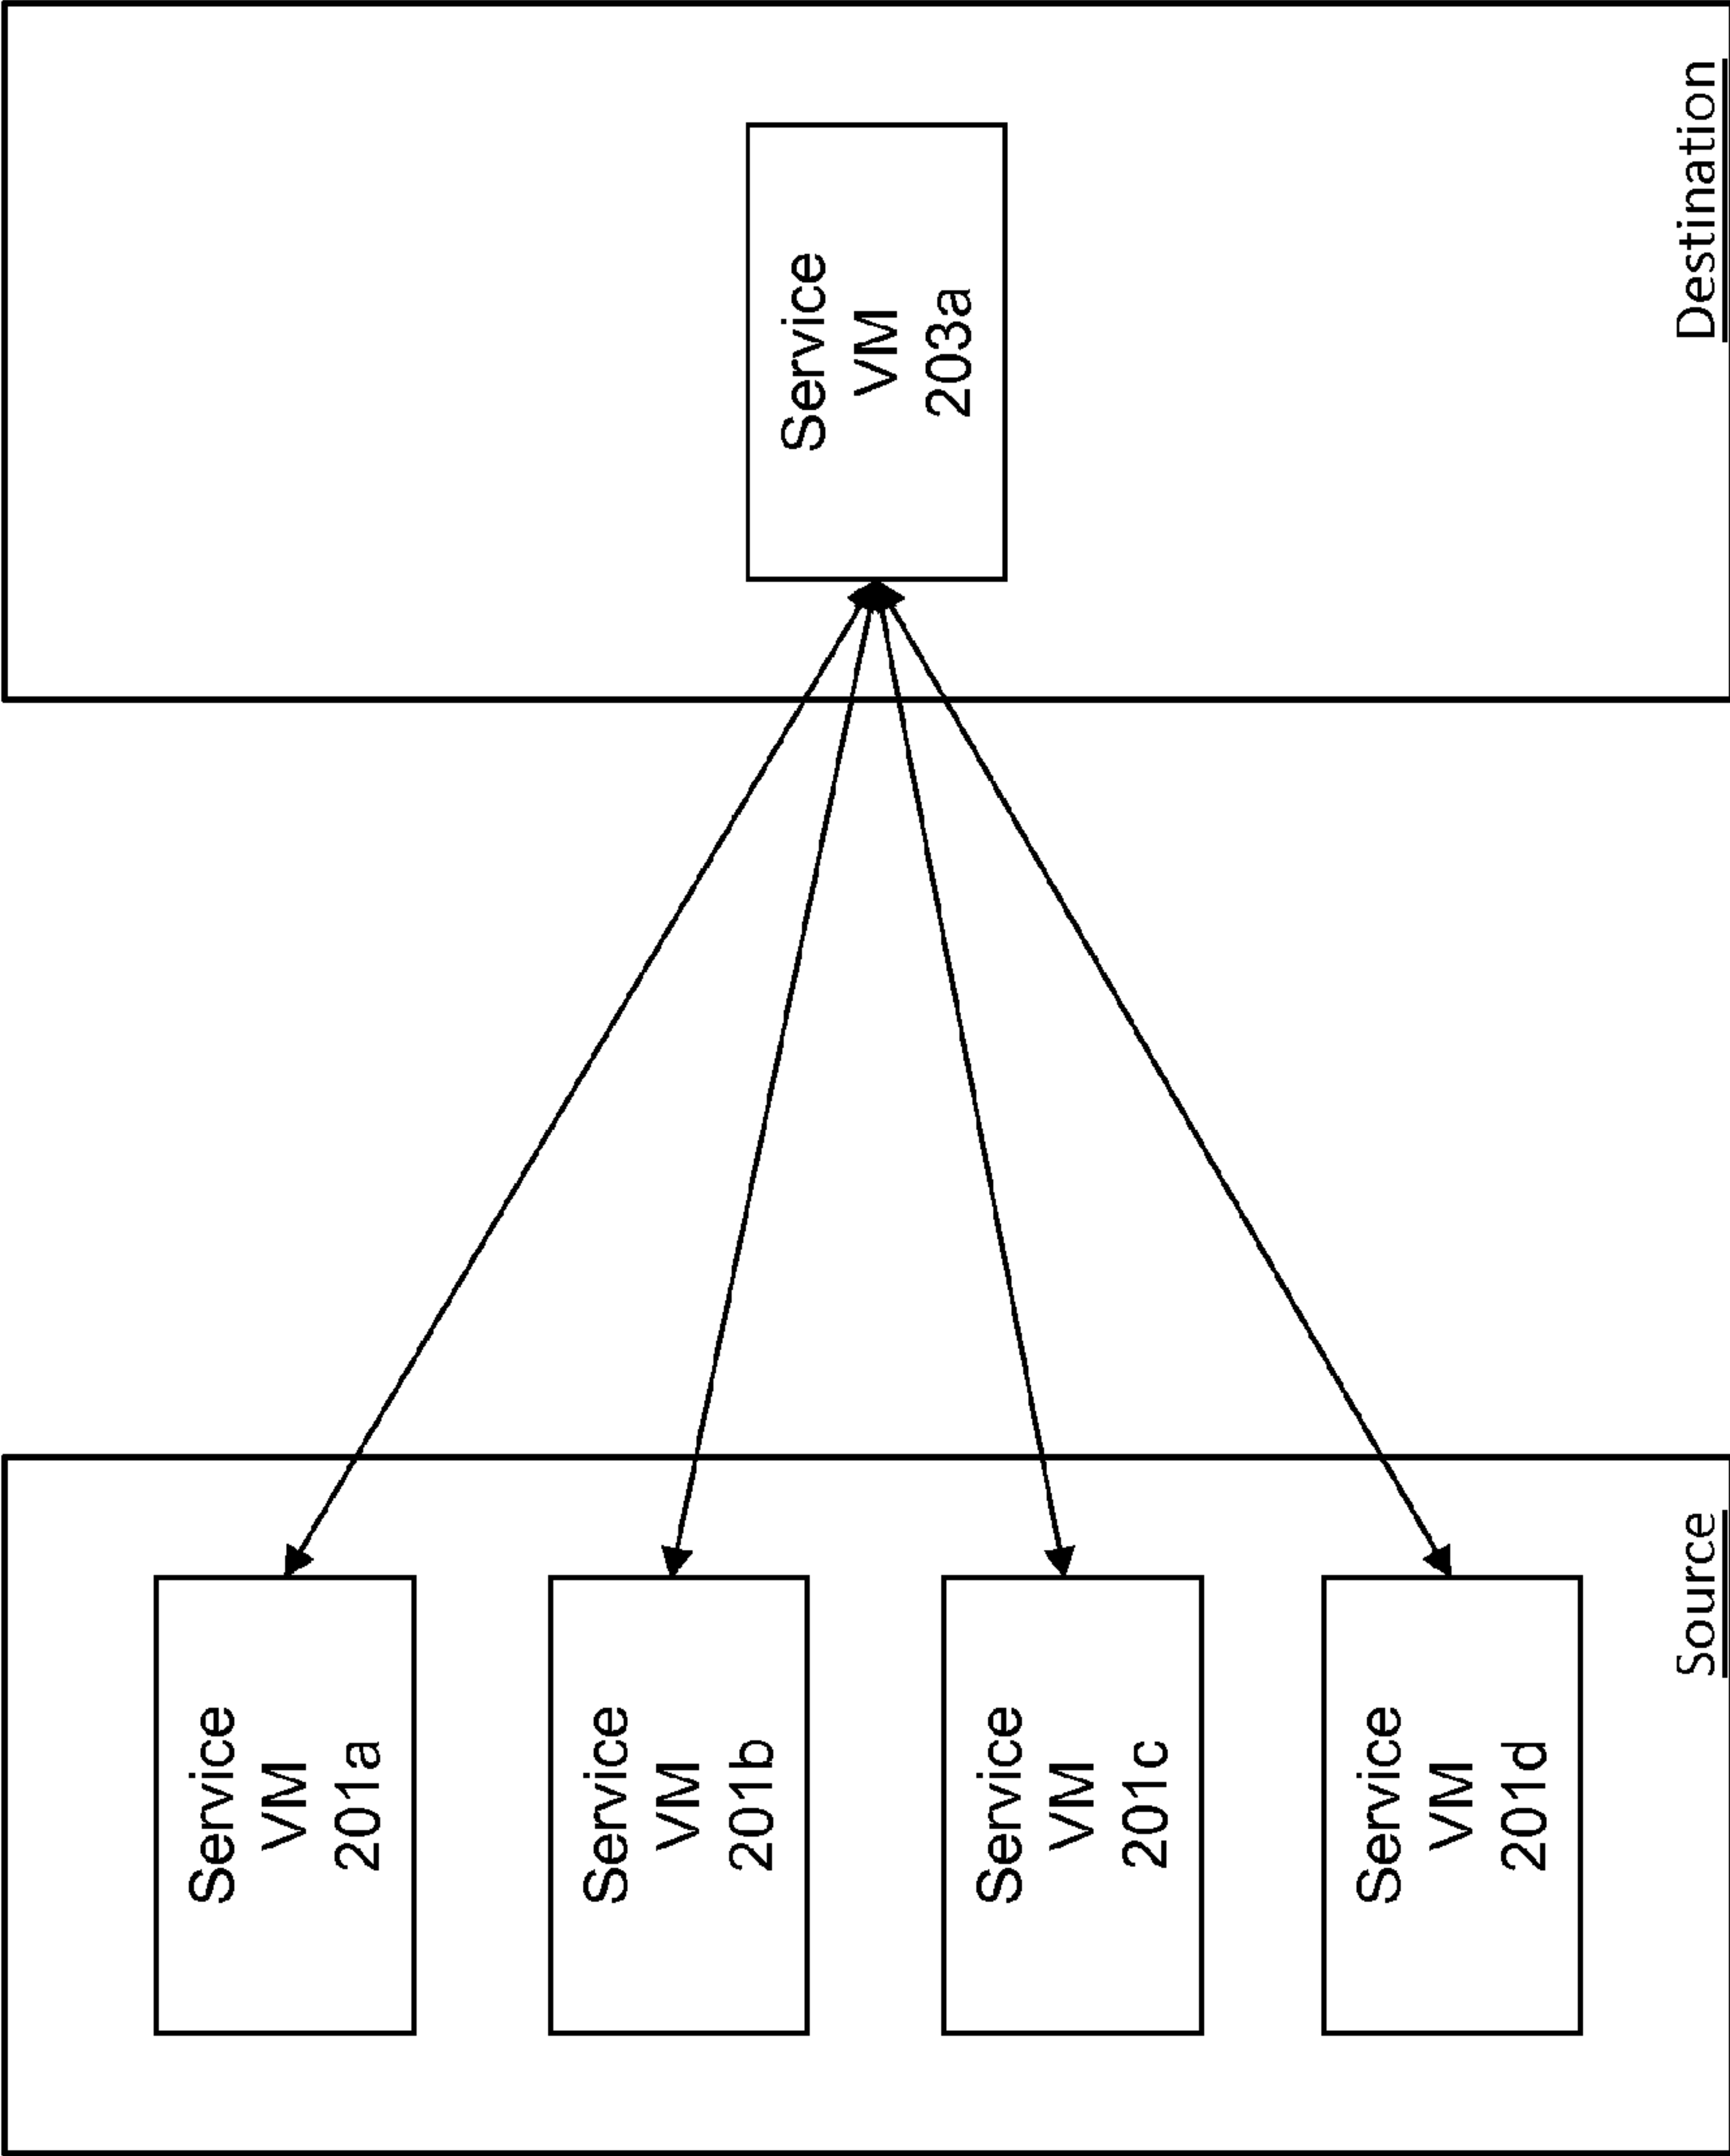 Service
VM
201a
Service
VM
201b
Service
VM
201c
Service
VM
201d
Source
Service
VM
203a
Destination